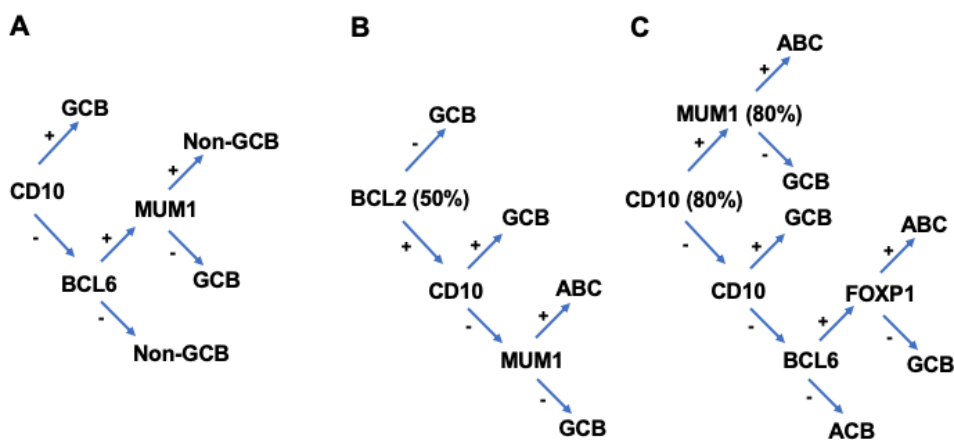 A
GCB
+
Non-GCB
+
CD10
MUM1
-
+
-
BCL6
GCB
-
Non-GCB
B
GCB
-
BCL2 (50%)
GCB
+
+
CD10
ABC
-
+
MUM1
-
GCB
C
ABC
+
MUM1 (80%)
+
-
GCB
CD10 (80%)
GCB
-
+
ABC
+
CD10
FOXP1
-
+
-
BCL6
GCB
-
ACB